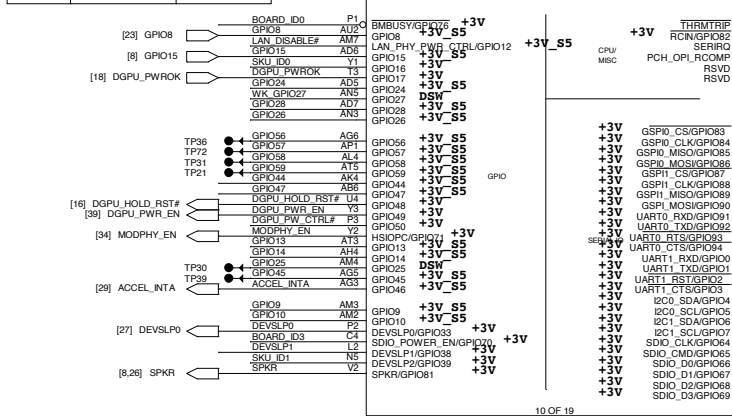 BOARD_ID0 P1 BMBUSY/GPIO76 +3V
[23] GPIO8 GPIO8 AU2 GPIO8 +3V_S5
LAN_DISABLE# AM7 LAN_PHY_PWR_CTRL/GPIO12 +3V_S5
[8] GPIO15 GPIO15 AD6 GPIO15 +3V_S5
SKU_ID0 Y1 GPIO16 +3V
[18] DGPU_PWROK DGPU_PWROK T3 GPIO17 +3V
GPIO24 AD5 GPIO24 +3V_S5
WK_GPIO27 AN5 GPIO27 DSW
GPIO28 AD7 GPIO28 +3V_S5
GPIO26 AN3 GPIO26 +3V_S5
TP36 GPIO56 AG6 GPIO56 +3V_S5
TP72 GPIO57 AP1 GPIO57 +3V_S5
TP31 GPIO58 AL4 GPIO58 +3V_S5
TP21 GPIO59 AT5 GPIO59 +3V_S5
GPIO44 AK4 GPIO44 +3V_S5
GPIO47 AB6 GPIO47 +3V_S5
[16] DGPU_HOLD_RST# DGPU_HOLD_RST# U4 GPIO48 +3V
[39] DGPU_PWR_EN DGPU_PWR_EN Y3 GPIO49 +3V
DGPU_PW_CTRL# P3 GPIO50 +3V
[34] MODPHY_EN MODPHY_EN Y2 HSIOPC/GPIO71 +3V
GPIO13 AT3 GPIO13 +3V_S5
GPIO14 AH4 GPIO14 +3V_S5
TP30 GPIO25 AM4 GPIO25 DSW
TP39 GPIO45 AG5 GPIO45 +3V_S5
[29] ACCEL_INTA ACCEL_INTA AG3 GPIO46 +3V_S5
GPIO9 AM3 GPIO9 +3V_S5
GPIO10 AM2 GPIO10 +3V_S5
[27] DEVSLP0 DEVSLP0 P2 DEVSLP0/GPIO33 +3V
BOARD_ID3 C4 SDIO_POWER_EN/GPIO70 +3V
DEVSLP1 L2 DEVSLP1/GPIO38 +3V
SKU_ID1 N5 DEVSLP2/GPIO39 +3V
[8,26] SPKR SPKR V2 SPKR/GPIO81 +3V
GPIO
CPU/
MISC
THRMTRIP
+3V RCIN/GPIO82
SERIRQ
PCH_OPI_RCOMP
RSVD
RSVD
+3V GSPI0_CS/GPIO83
+3V GSPI0_CLK/GPIO84
+3V GSPI0_MISO/GPIO85
+3V GSPI0_MOSI/GPIO86
+3V GSPI1_CS/GPIO87
+3V GSPI1_CLK/GPIO88
+3V GSPI1_MISO/GPIO89
+3V GSPI_MOSI/GPIO90
+3V UART0_RXD/GPIO91
+3V UART0_TXD/GPIO92
+3V UART0_RTS/GPIO93
+3V UART0_CTS/GPIO94
+3V UART1_RXD/GPIO0
+3V UART1_TXD/GPIO1
+3V UART1_RST/GPIO2
+3V UART1_CTS/GPIO3
+3V I2C0_SDA/GPIO4
+3V I2C0_SCL/GPIO5
+3V I2C1_SDA/GPIO6
+3V I2C1_SCL/GPIO7
+3V SDIO_CLK/GPIO64
+3V SDIO_CMD/GPIO65
+3V SDIO_D0/GPIO66
+3V SDIO_D1/GPIO67
+3V SDIO_D2/GPIO68
+3V SDIO_D3/GPIO69
10 OF 19